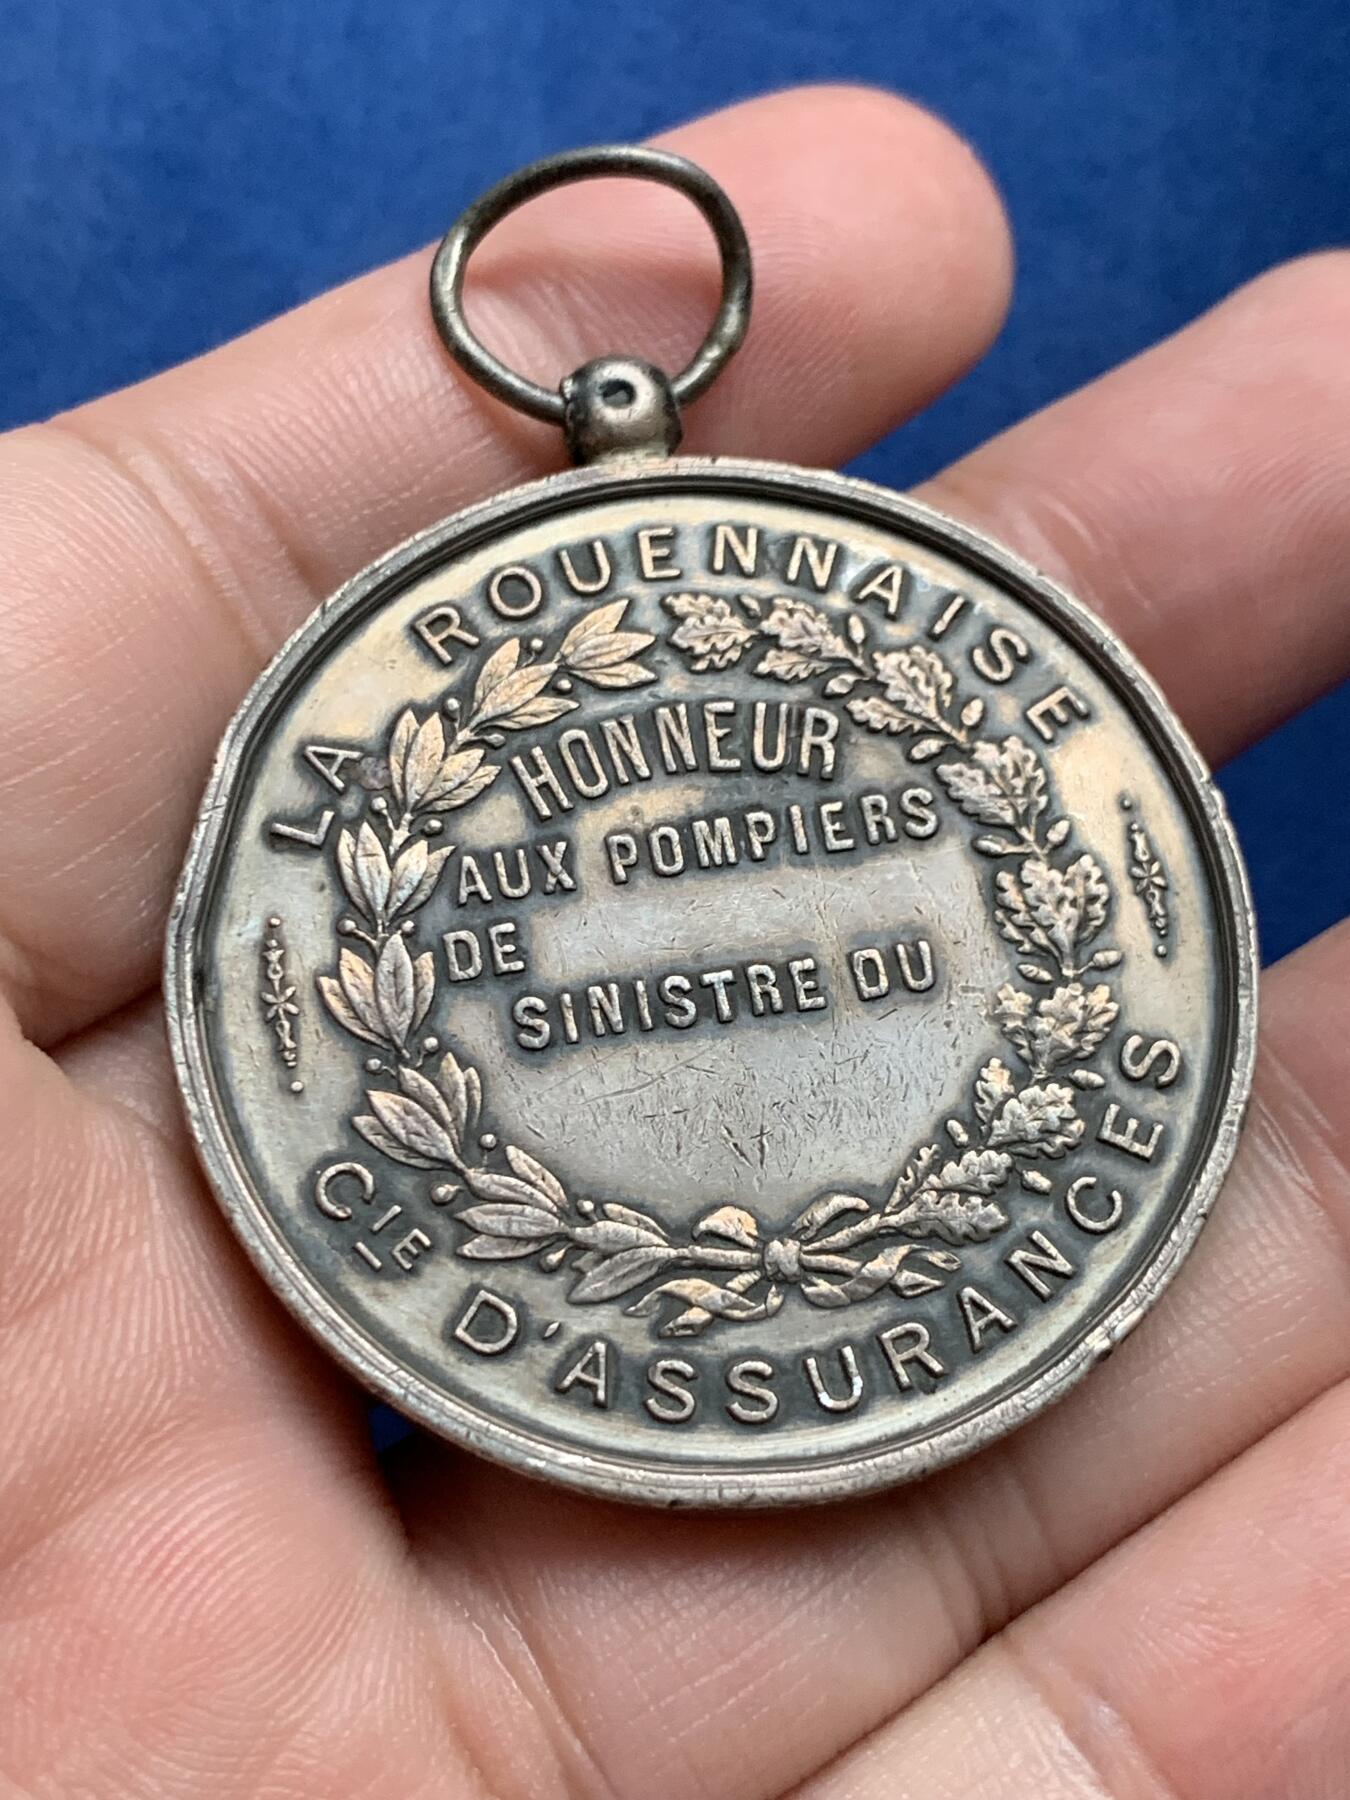 LA ROUENNAISE
HONNEUR
AUX POMPIERS
DE
SINISTRE DU
CIE D'ASSURANCES